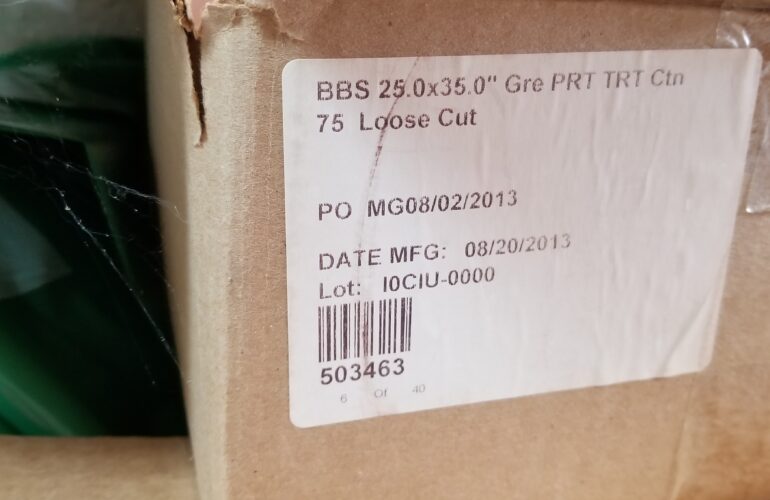 BBS 25.0x35.0" Gre PRT TRT Ctn
75 Loose Cut
PO MG08/02/2013
DATE MFG: 08/20/2013
Lot: I0CIU-0000
503463
6 Of 40